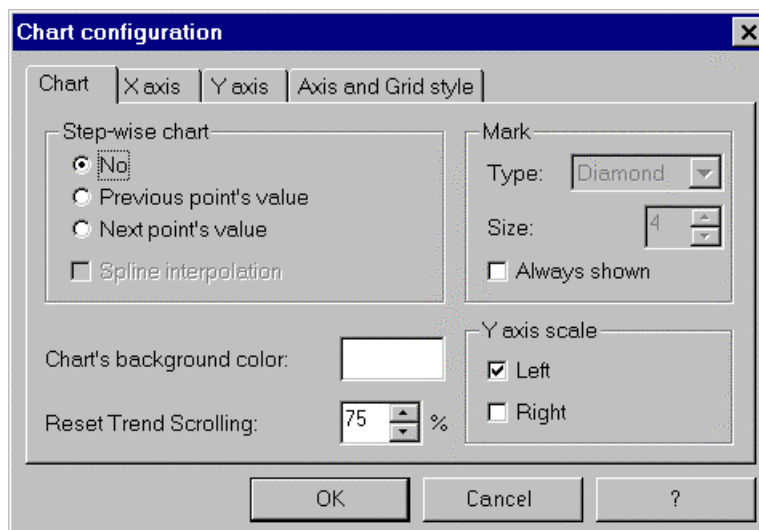 Chart configuration
Chart X axis Y axis Axis and Grid style
Step-wise chart
No
Previous point's value
Next point's value
Spline interpolation
Mark
Type: Diamond
Size: 4
Always shown
Chart's background color:
Reset Trend Scrolling: 75 %
Y axis scale
Left
Right
OK Cancel ?